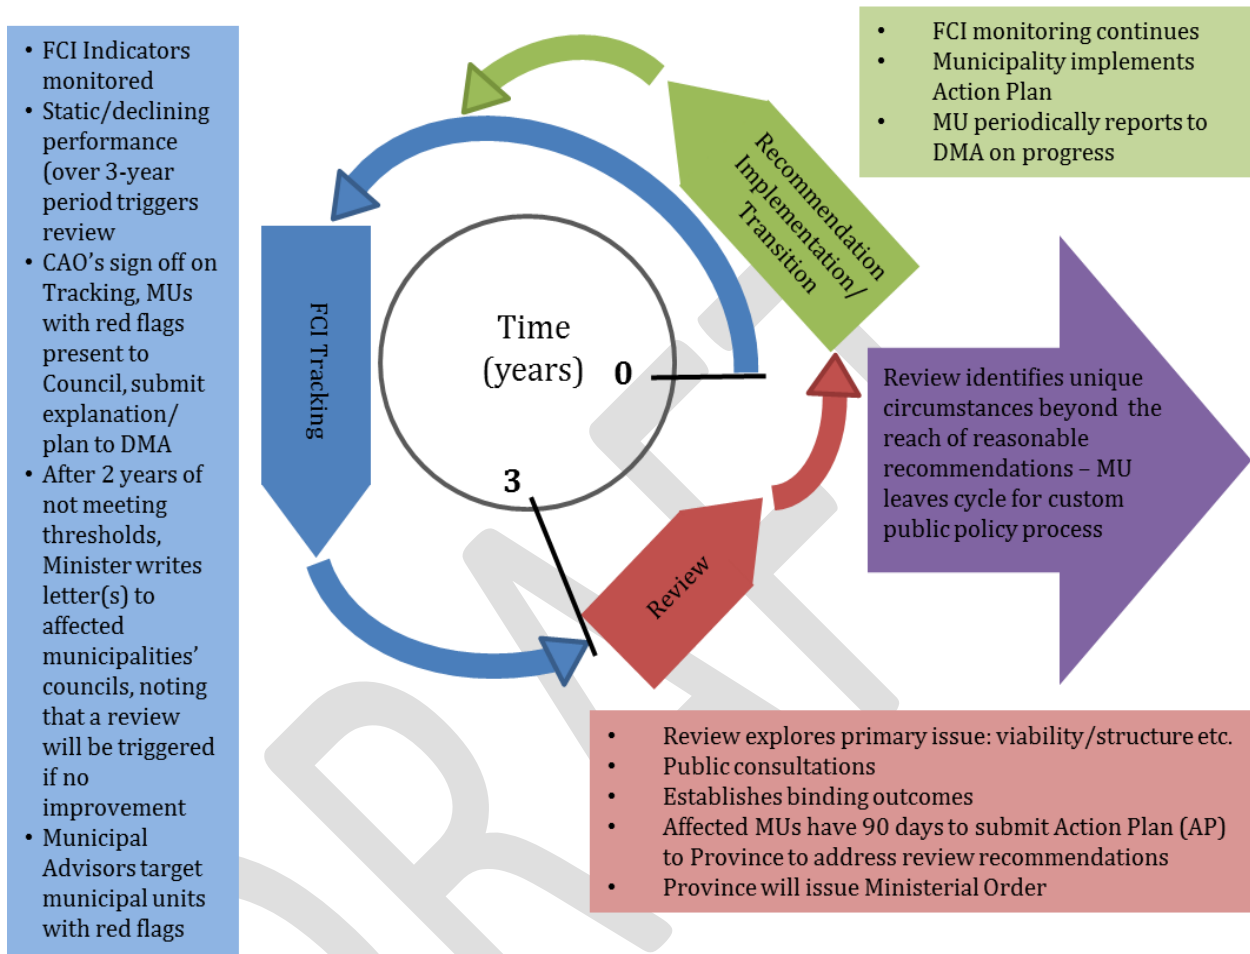 • FCI Indicators
monitored
• Static/declining
performance
(over 3-year
period triggers
review
• CAO’s sign off on
Tracking, MUs
with red flags
present to
Council, submit
explanation/
plan to DMA
• After 2 years of
not meeting
thresholds,
Minister writes
letter(s) to
affected
municipalities’
councils, noting
that a review
will be triggered
if no
improvement
• Municipal
Advisors target
municipal units
with red flags
FCI Tracking
Time
(years)
0
3
Review
Recommendation
Implementation/
Transition
• FCI monitoring continues
• Municipality implements
Action Plan
• MU periodically reports to
DMA on progress
Review identifies unique
circumstances beyond the
reach of reasonable
recommendations – MU
leaves cycle for custom
public policy process
• Review explores primary issue: viability/structure etc.
• Public consultations
• Establishes binding outcomes
• Affected MUs have 90 days to submit Action Plan (AP)
to Province to address review recommendations
• Province will issue Ministerial Order
DRAFT